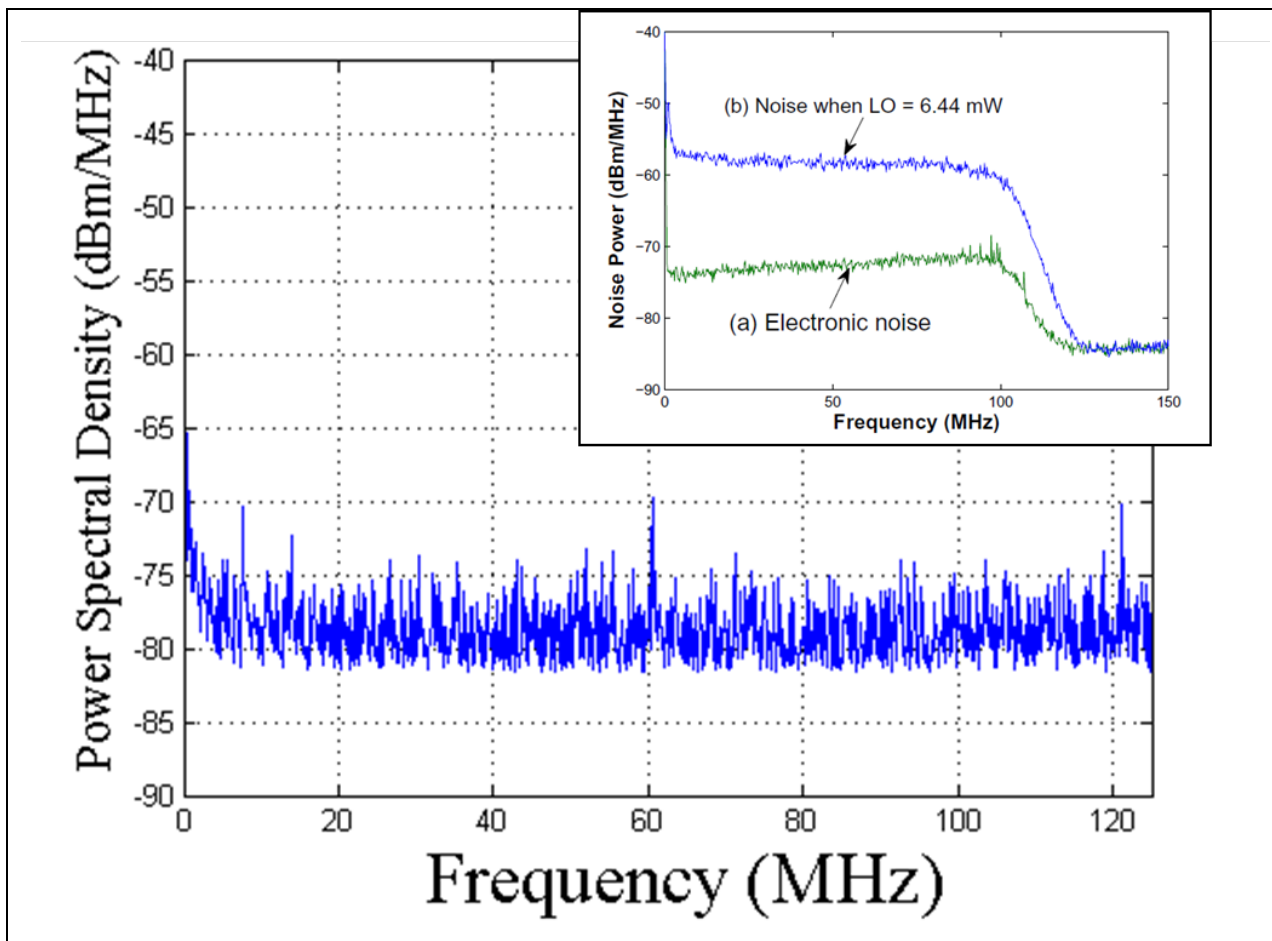 Power Spectral Density (dBm/MHz)
-40
-45
-50
-55
-60
-65
-70
-75
-80
-85
-90
0 20 40 60 80 100 120
Frequency (MHz)
Noise Power (dBm/MHz)
−40
−50
−60
−70
−80
−90
(b) Noise when LO = 6.44 mW
(a) Electronic noise
0 50 100 150
Frequency (MHz)